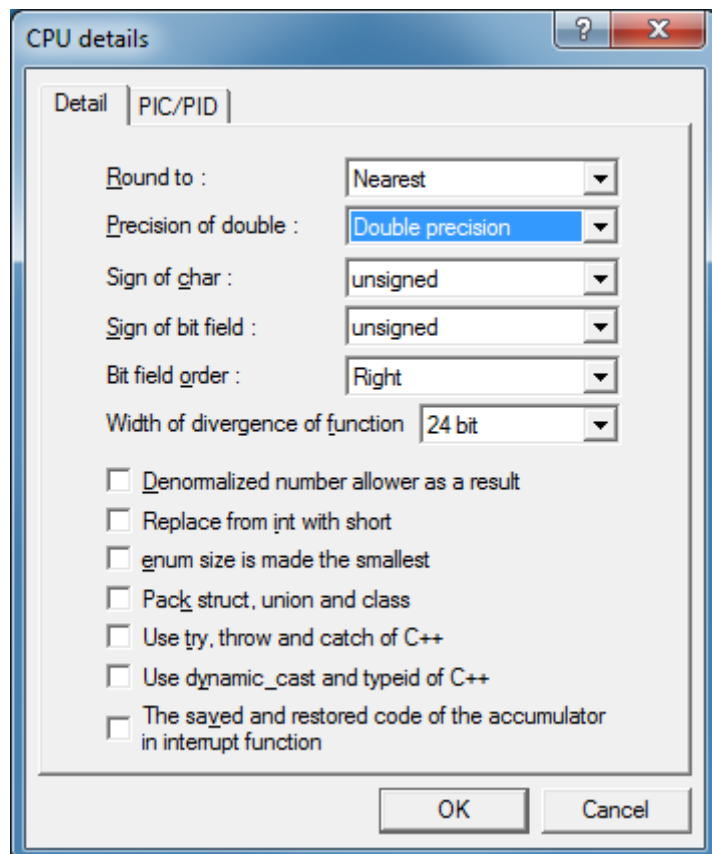 CPU details
Detail
PIC/PID
Round to :
Nearest
Precision of double :
Double precision
Sign of char :
unsigned
Sign of bit field :
unsigned
Bit field order :
Right
Width of divergence of function
24 bit
Denormalized number allower as a result
Replace from int with short
enum size is made the smallest
Pack struct, union and class
Use try, throw and catch of C++
Use dynamic_cast and typeid of C++
The saved and restored code of the accumulator
in interrupt function
OK
Cancel